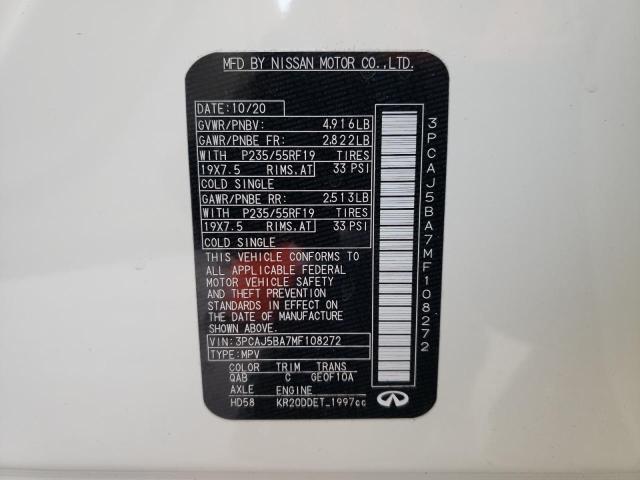 MFD BY NISSAN MOTOR CO.,LTD.
DATE: 10/20
GVWR/PNBV: 4.916LB
GAWR/PNBE FR: 2.822LB
WITH P235/55RF19 TIRES
19X7.5 RIMS.AT 33 PSI
COLD SINGLE
GAWR/PNBE RR: 2.513LB
WITH P235/55RF19 TIRES
19X7.5 RIMS.AT 33 PSI
COLD SINGLE
THIS VEHICLE CONFORMS TO
ALL APPLICABLE FEDERAL
MOTOR VEHICLE SAFETY
AND THEFT PREVENTION
STANDARDS IN EFFECT ON
THE DATE OF MANUFACTURE
SHOWN ABOVE.
VIN: 3PCAJ5BA7MF108272
TYPE: MPV
COLOR TRIM TRANS
QAB C GE0F10A
AXLE ENGINE
HD58 KR20DDET_1997cc
3PCAJ5BA7MF108272